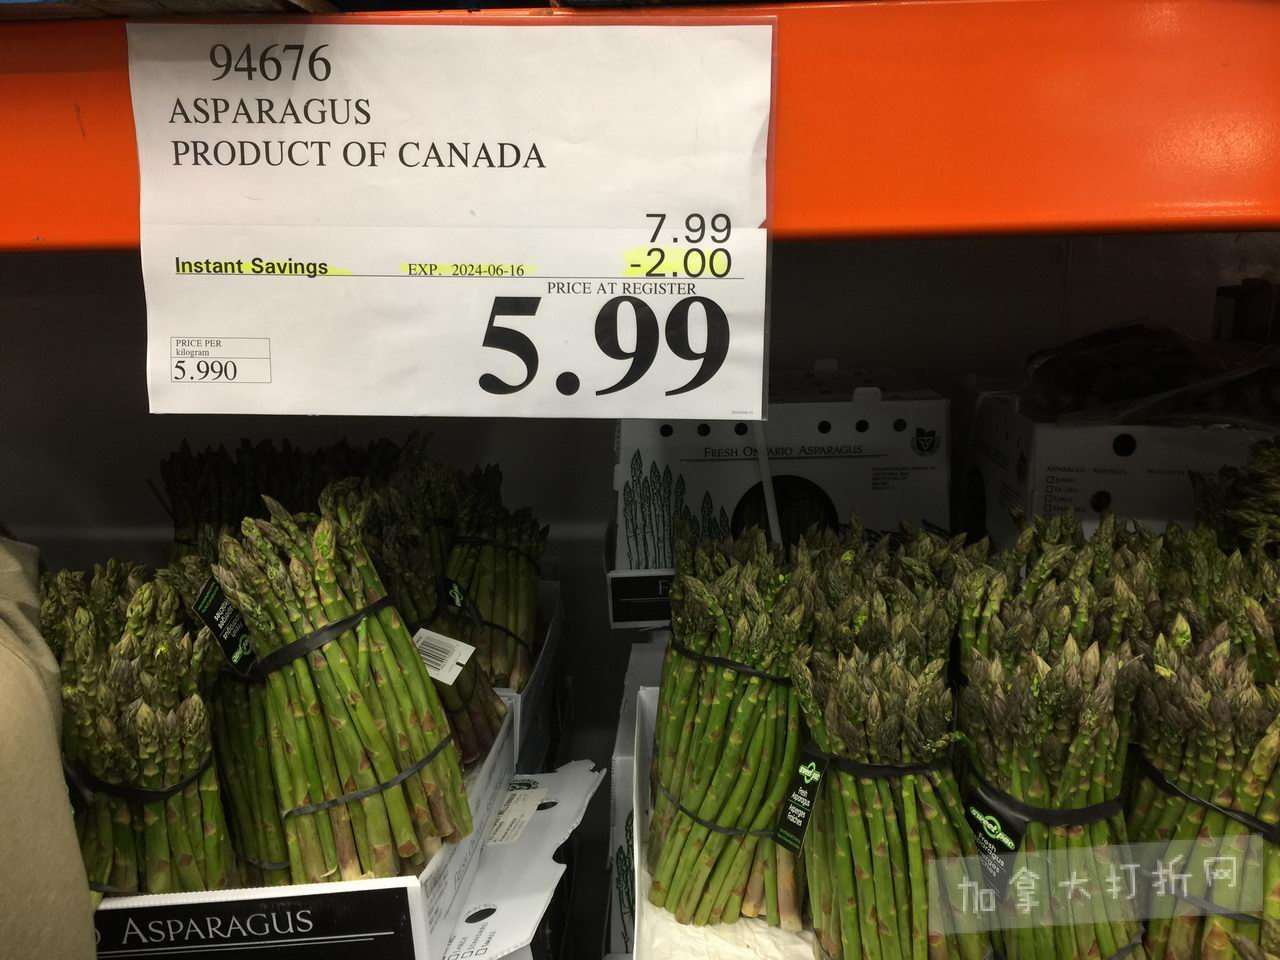 94676
ASPARAGUS
PRODUCT OF CANADA
7.99
Instant Savings EXP. 2024-06-16 -2.00
PRICE AT REGISTER
5.99
PRICE PER
kilogram
5.990
FRESH ONTARIO ASPARAGUS
Fresh
Asparagus
Asperges
Fraîches
ASPARAGUS
加拿大打折网